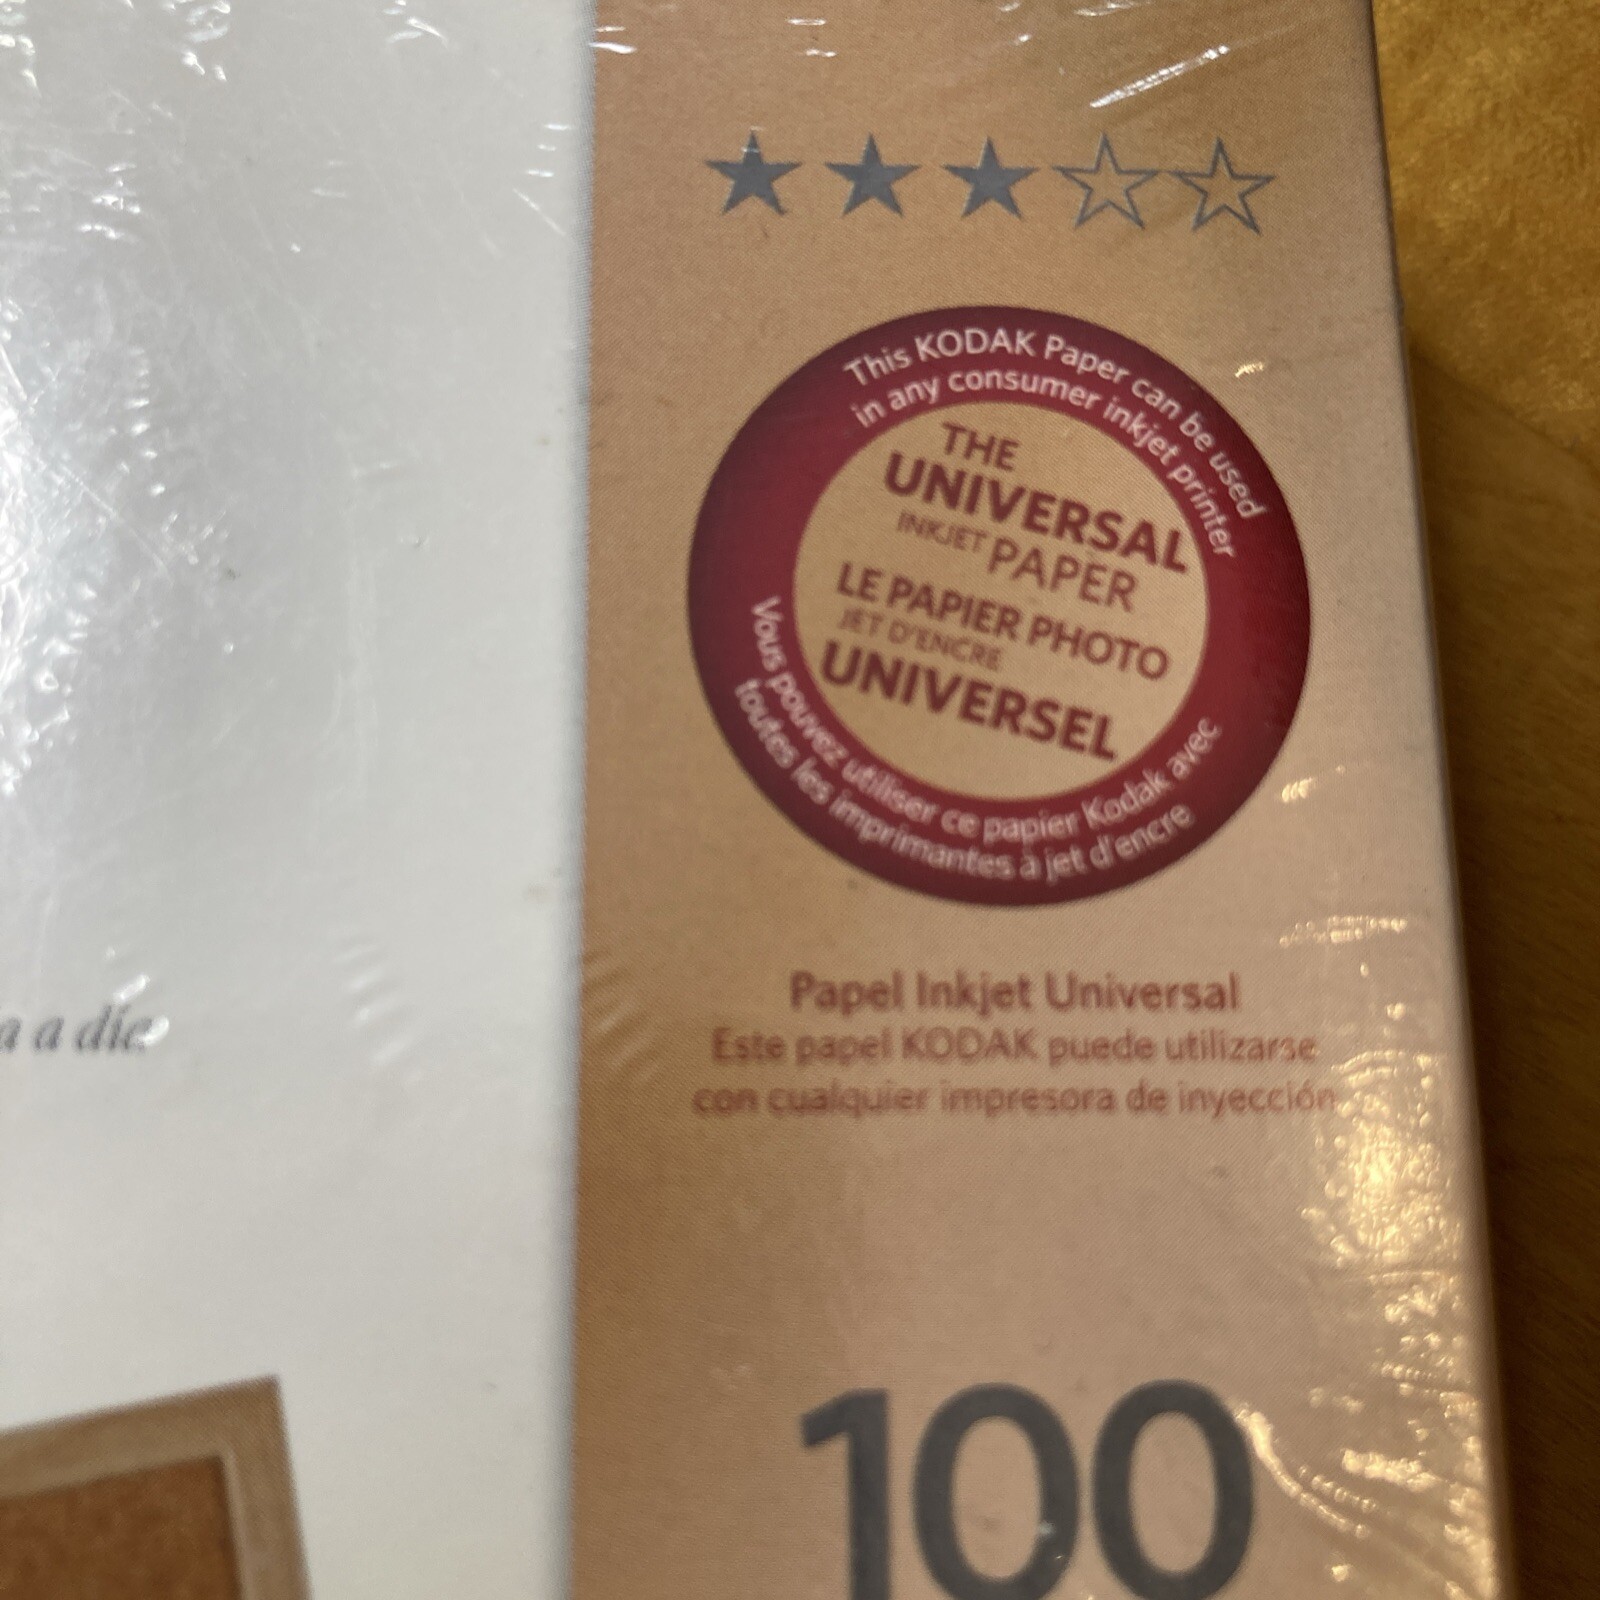 This KODAK Paper can be used
in any consumer inkjet printer
THE
UNIVERSAL
INKJET PAPER
LE PAPIER PHOTO
JET D'ENCRE
UNIVERSEL
Vous pouvez utiliser ce papier Kodak avec
toutes les imprimantes à jet d'encre
Papel Inkjet Universal
Este papel KODAK puede utilizarse
con cualquier impresora de inyección
a a día
100